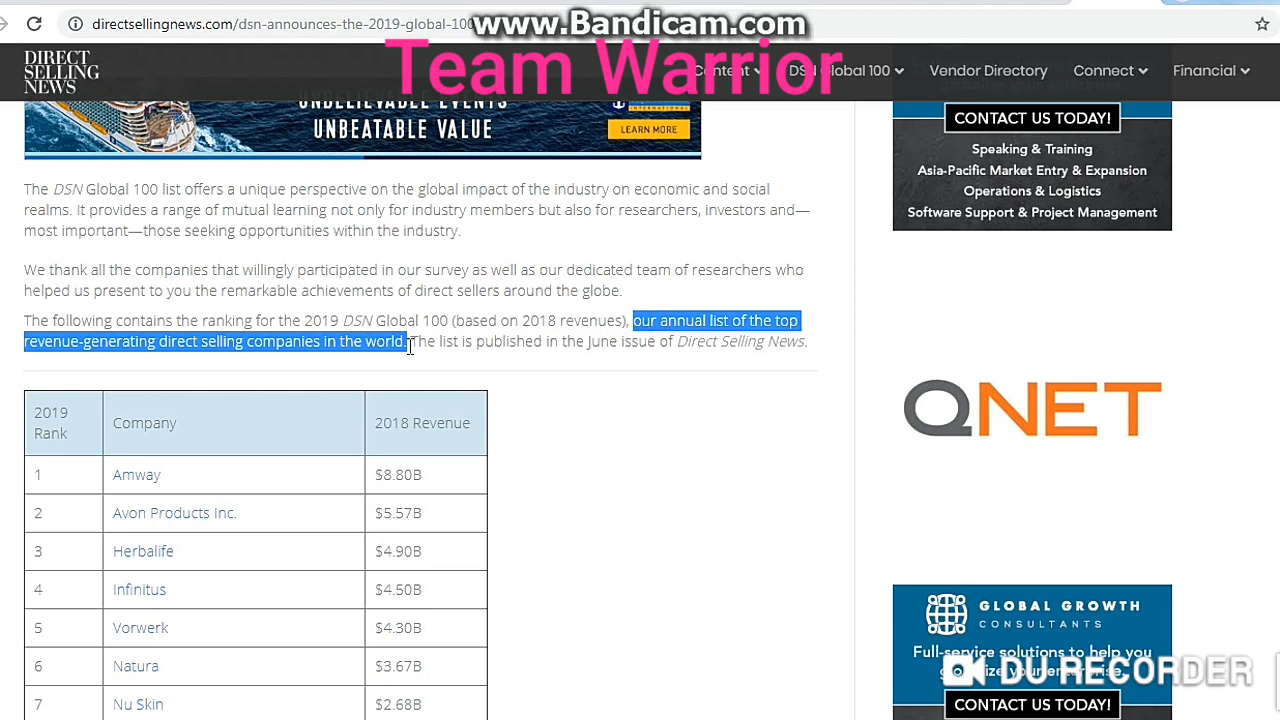 directsellingnews.com/dsn-announces-the-2019-global-100
www.Bandicam.com
Team Warrior
DIRECT
SELLING
NEWS
Content
DSN Global 100
Vendor Directory
Connect
Financial
UNBELIEVABLE EVENTS
UNBEATABLE VALUE
INTERNATIONAL
LEARN MORE
CONTACT US TODAY!
Speaking & Training
Asia-Pacific Market Entry & Expansion
Operations & Logistics
Software Support & Project Management
The DSN Global 100 list offers a unique perspective on the global impact of the industry on economic and social
realms. It provides a range of mutual learning not only for industry members but also for researchers, investors and—
most important—those seeking opportunities within the industry.
We thank all the companies that willingly participated in our survey as well as our dedicated team of researchers who
helped us present to you the remarkable achievements of direct sellers around the globe.
The following contains the ranking for the 2019 DSN Global 100 (based on 2018 revenues), our annual list of the top
revenue-generating direct selling companies in the world. The list is published in the June issue of Direct Selling News.
2019 Rank Company 2018 Revenue
1 Amway $8.80B
2 Avon Products Inc. $5.57B
3 Herbalife $4.90B
4 Infinitus $4.50B
5 Vorwerk $4.30B
6 Natura $3.67B
7 Nu Skin $2.68B
QNET
GLOBAL GROWTH
CONSULTANTS
Full-service solutions to help you
DU RECORDER
CONTACT US TODAY!